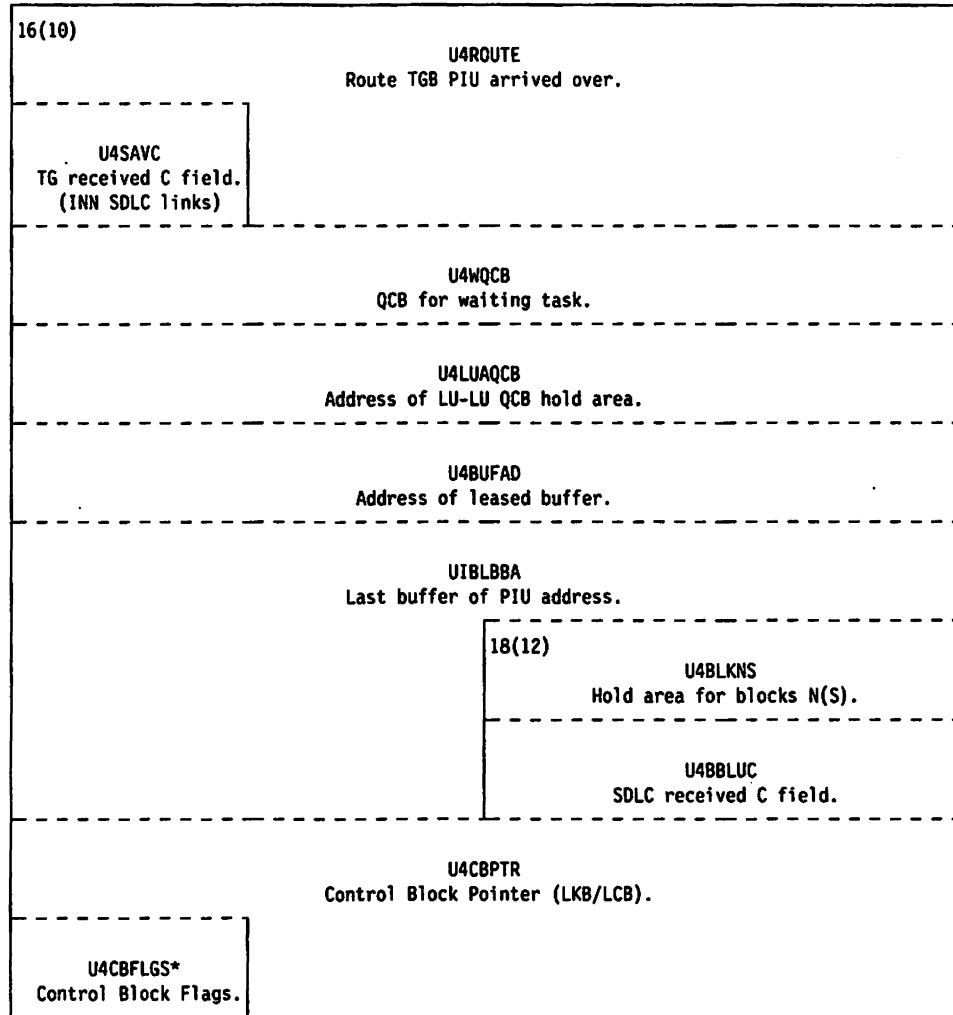 16(10)
U4ROUTE
Route TGB PIU arrived over.
U4SAVC
TG received C field.
(INN SDLC links)
U4WQCB
QCB for waiting task.
U4LUAQCB
Address of LU-LU QCB hold area.
U4BUFAD
Address of leased buffer.
UIBLBBA
Last buffer of PIU address.
18(12)
U4BLKNS
Hold area for blocks N(S).
U4BBLUC
SDLC received C field.
U4CBPTR
Control Block Pointer (LKB/LCB).
U4CBFLGS*
Control Block Flags.